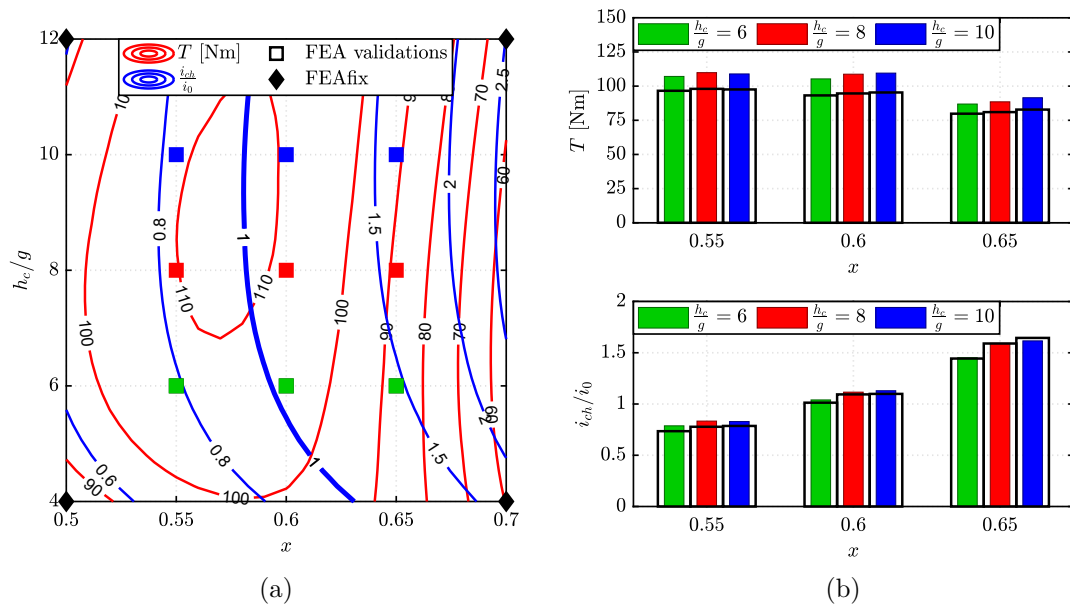 T [Nm]
i_ch/i_0
FEA validations
FEAfix
12
10
8
6
4
h_c/g
0.5
0.55
0.6
0.65
0.7
x
10
100
100
100
110
110
90
90
9
8
80
70
70
60
60
0.6
0.8
0.8
1
1
1.5
1.5
2
2
2.5
(a)
150
125
100
75
50
25
0
T [Nm]
h_c/g = 6
h_c/g = 8
h_c/g = 10
0.55
0.6
0.65
x
2
1.5
1
0.5
0
i_ch/i_0
h_c/g = 6
h_c/g = 8
h_c/g = 10
0.55
0.6
0.65
x
(b)